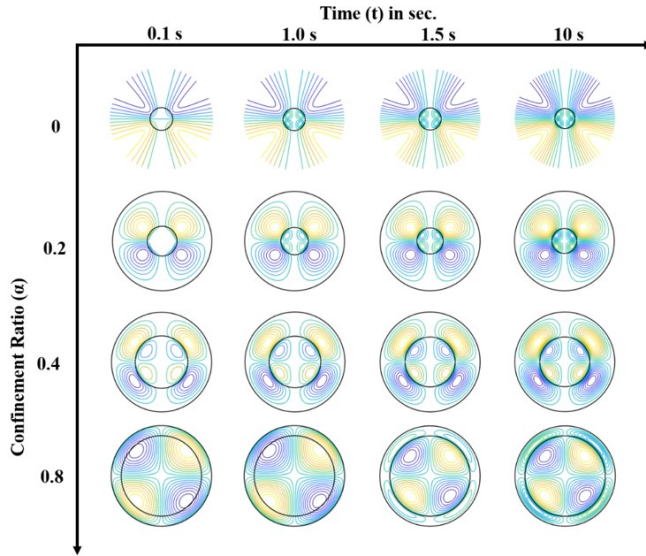 Time (t) in sec.
0.1 s 1.0 s 1.5 s 10 s
0
0.2
0.4
0.8
Confinement Ratio (α)